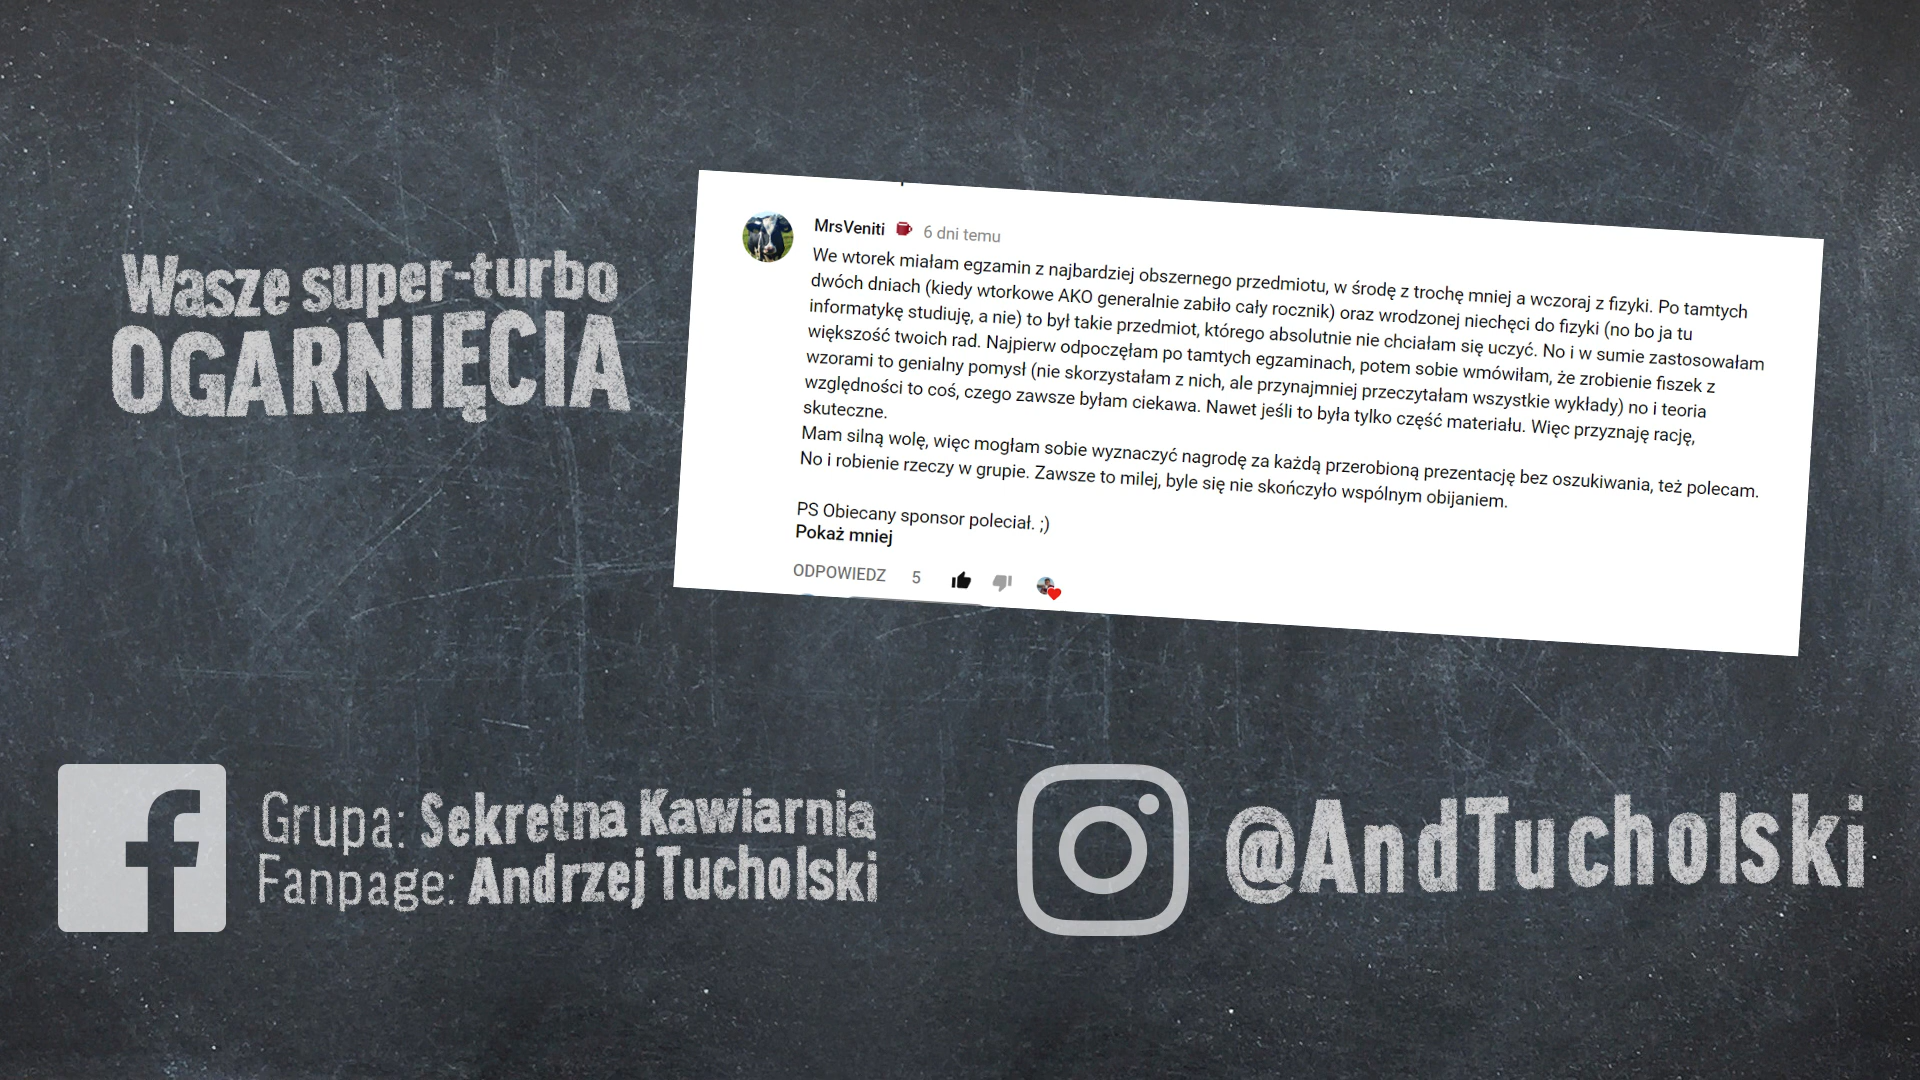 Wasze super-turbo
OGARNIĘCIA
MrsVeniti 6 dni temu
We wtorek miałam egzamin z najbardziej obszernego przedmiotu, w środę z trochę mniej a wczoraj z fizyki. Po tamtych
dwóch dniach (kiedy wtorkowe AKO generalnie zabiło cały rocznik) oraz wrodzonej niechęci do fizyki (no bo ja tu
informatykę studiuję, a nie) to był takie przedmiot, którego absolutnie nie chciałam się uczyć. No i w sumie zastosowałam
większość twoich rad. Najpierw odpoczęłam po tamtych egzaminach, potem sobie wmówiłam, że zrobienie fiszek z
wzorami to genialny pomysł (nie skorzystałam z nich, ale przynajmniej przeczytałam wszystkie wykłady) no i teoria
względności to coś, czego zawsze byłam ciekawa. Nawet jeśli to była tylko część materiału. Więc przyznaję rację,
skuteczne.
Mam silną wolę, więc mogłam sobie wyznaczyć nagrodę za każdą przerobioną prezentację bez oszukiwania, też polecam.
No i robienie rzeczy w grupie. Zawsze to milej, byle się nie skończyło wspólnym obijaniem.
PS Obiecany sponsor poleciał. ;)
Pokaż mniej
ODPOWIEDZ 5
Grupa: Sekretna Kawiarnia
Fanpage: Andrzej Tucholski
@AndTucholski